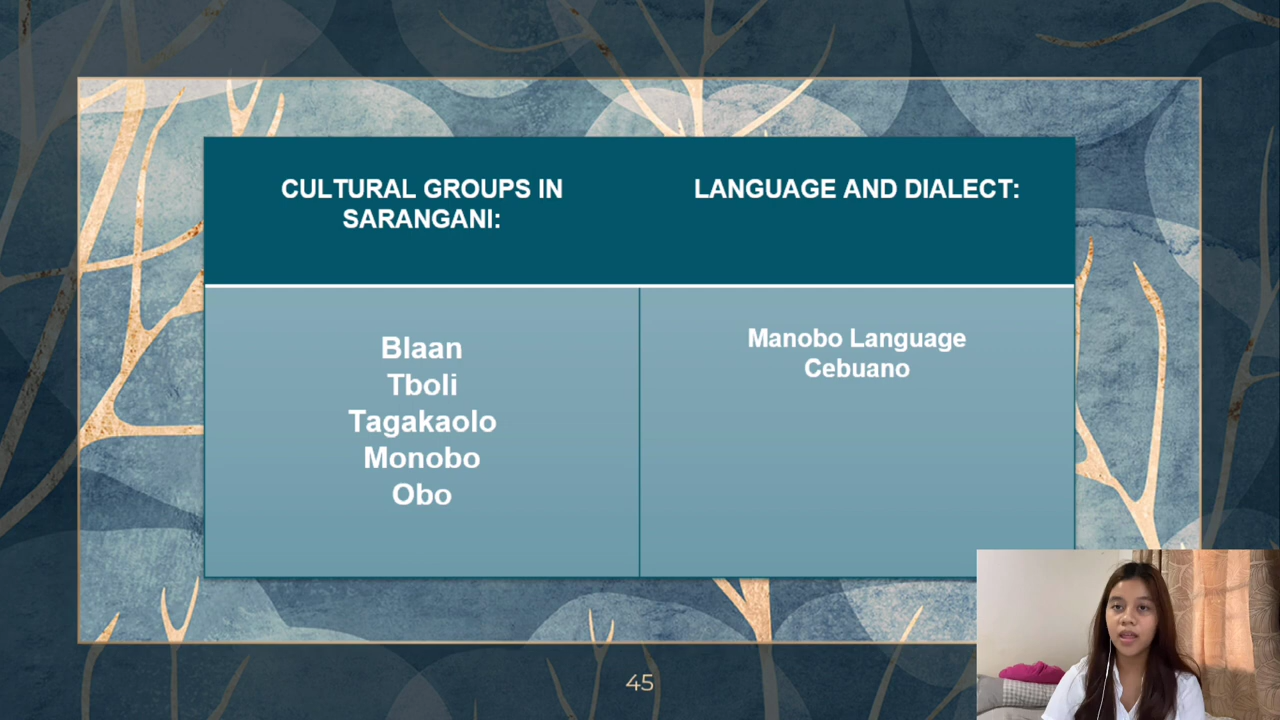 CULTURAL GROUPS IN
SARANGANI:
LANGUAGE AND DIALECT:
Blaan
Tboli
Tagakaolo
Monobo
Obo
Manobo Language
Cebuano
45